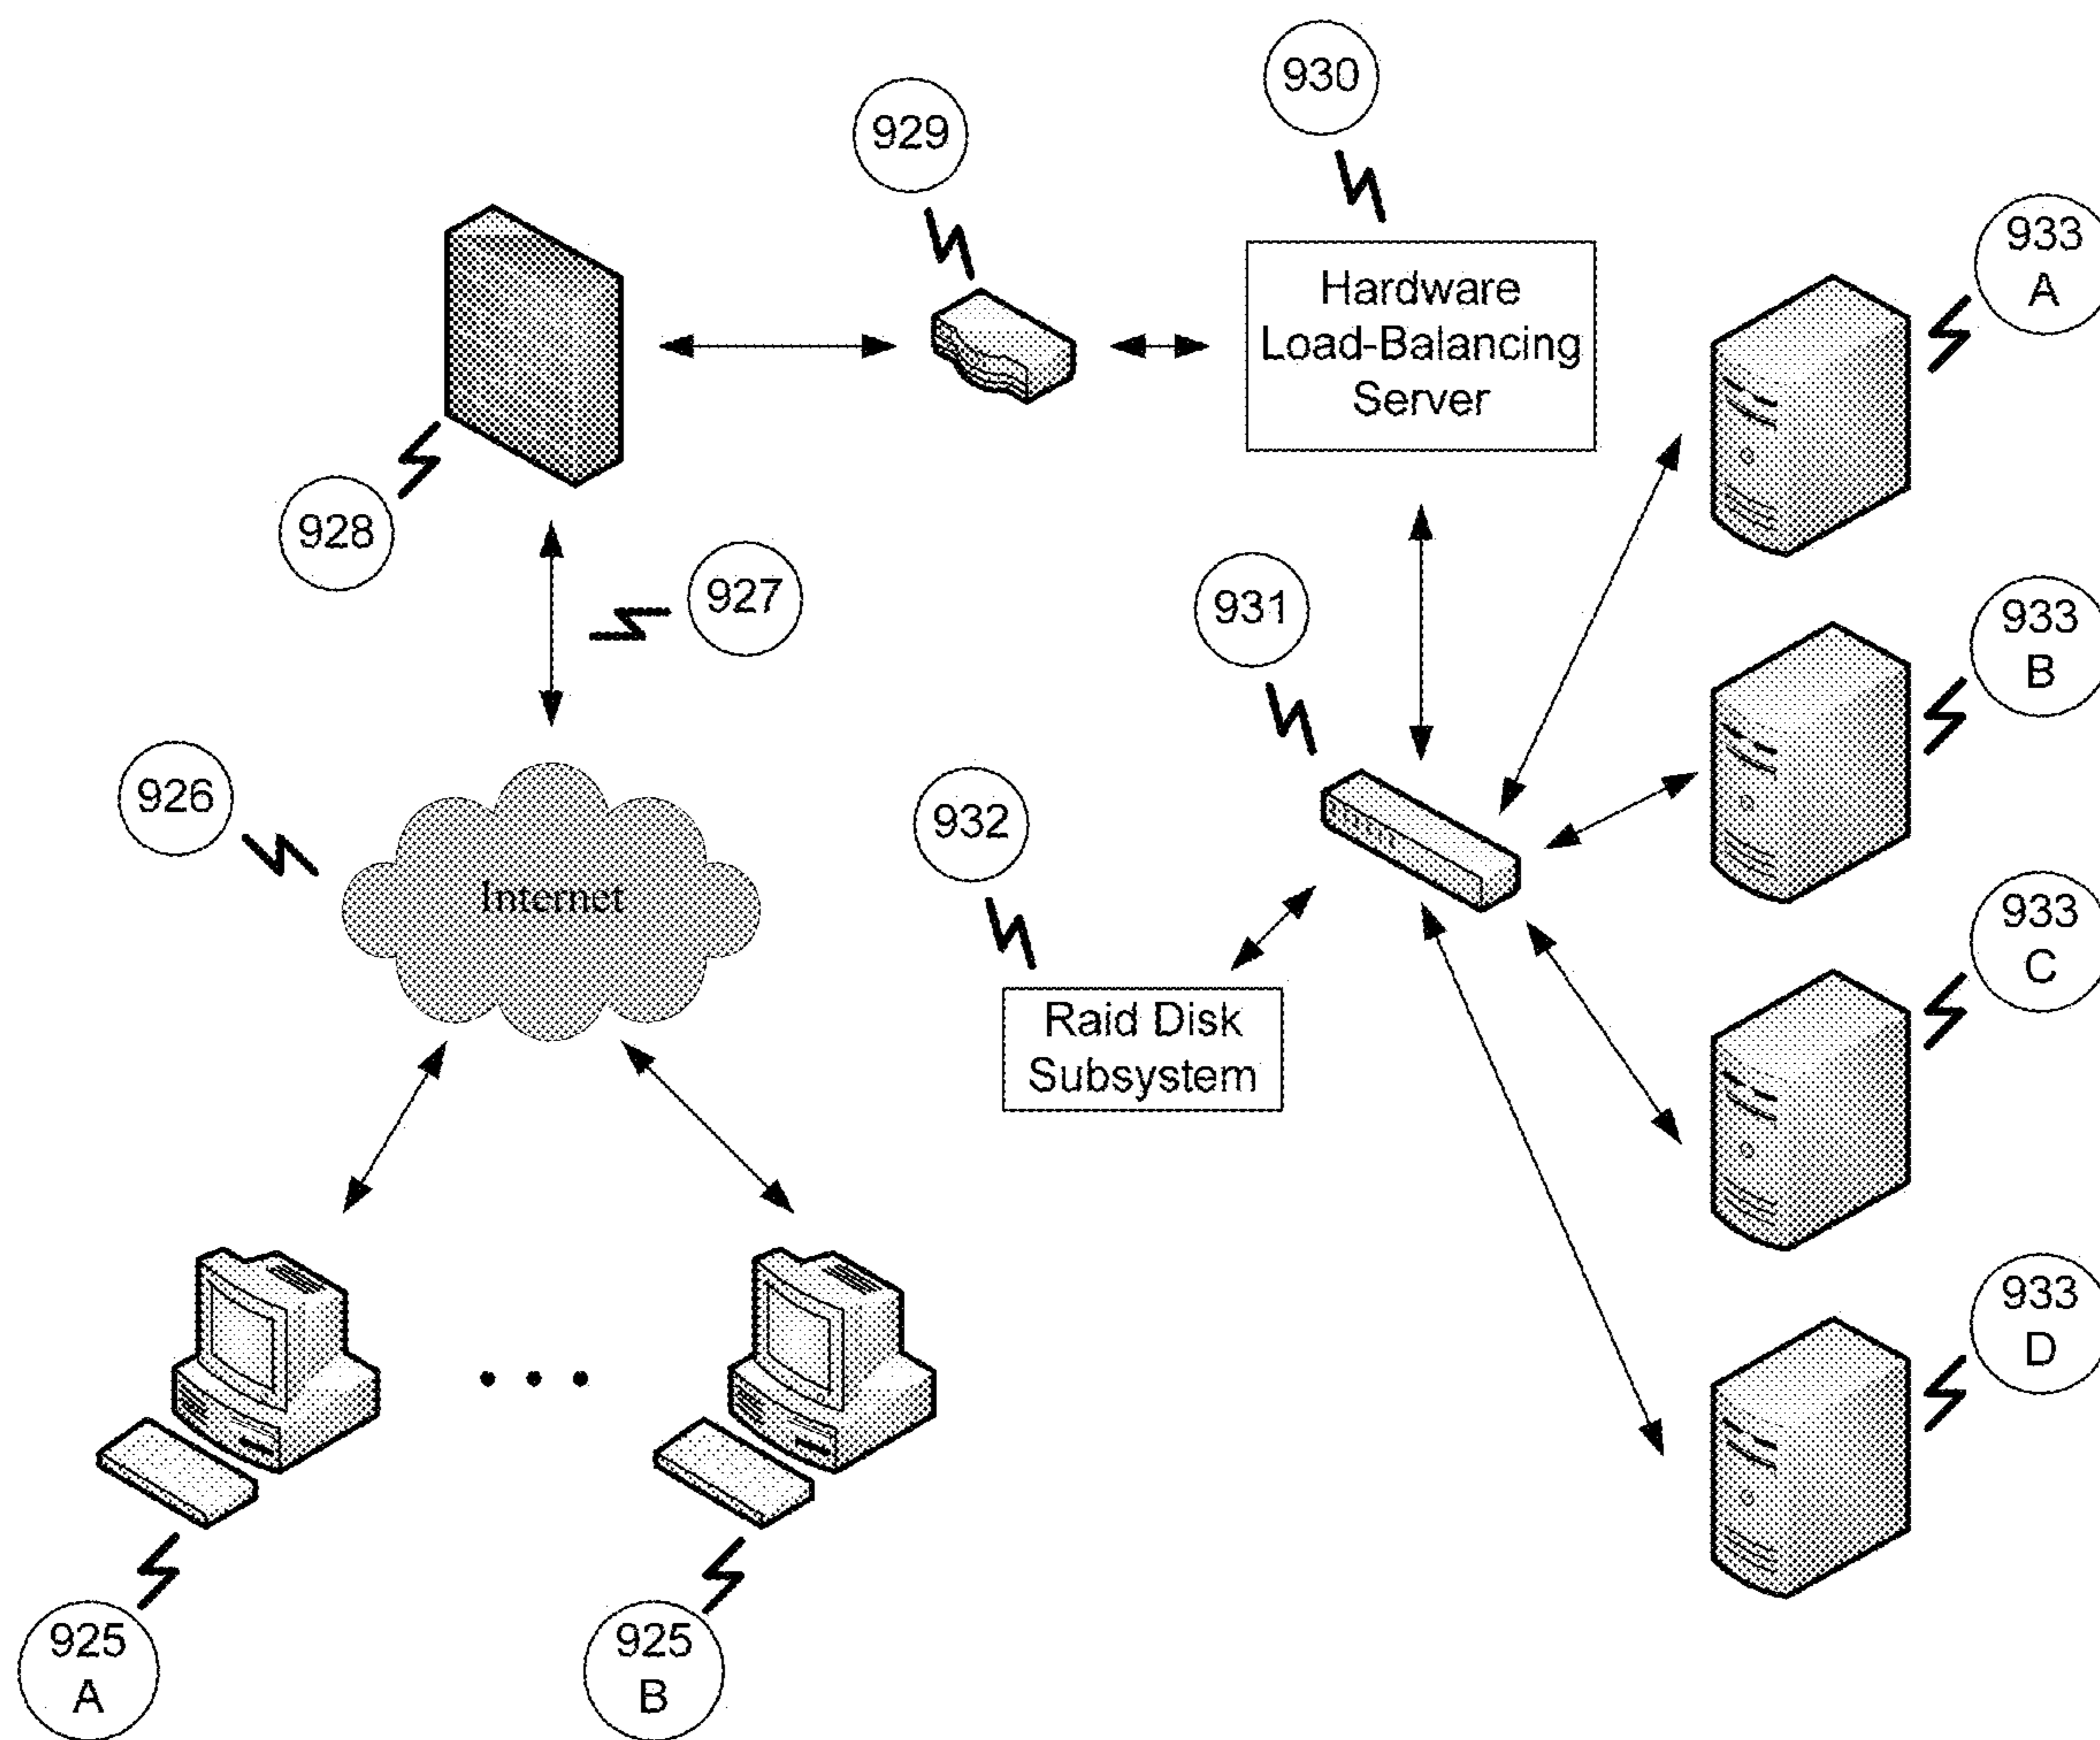 930
929
933
A
Hardware
Load-Balancing
Server
928
927
931
933
B
926
932
Internet
933
C
Raid Disk
Subsystem
933
D
925
A
925
B